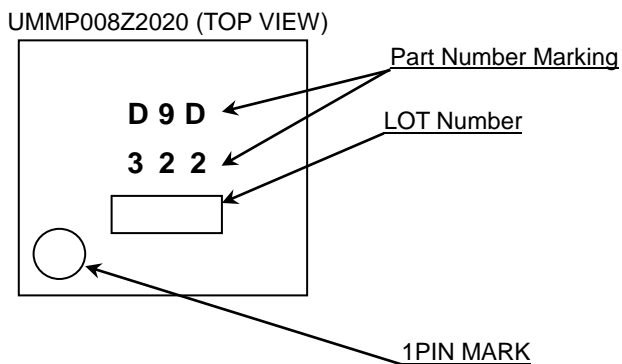 UMMP008Z2020 (TOP VIEW)
Part Number Marking
D 9 D
LOT Number
3 2 2
1PIN MARK